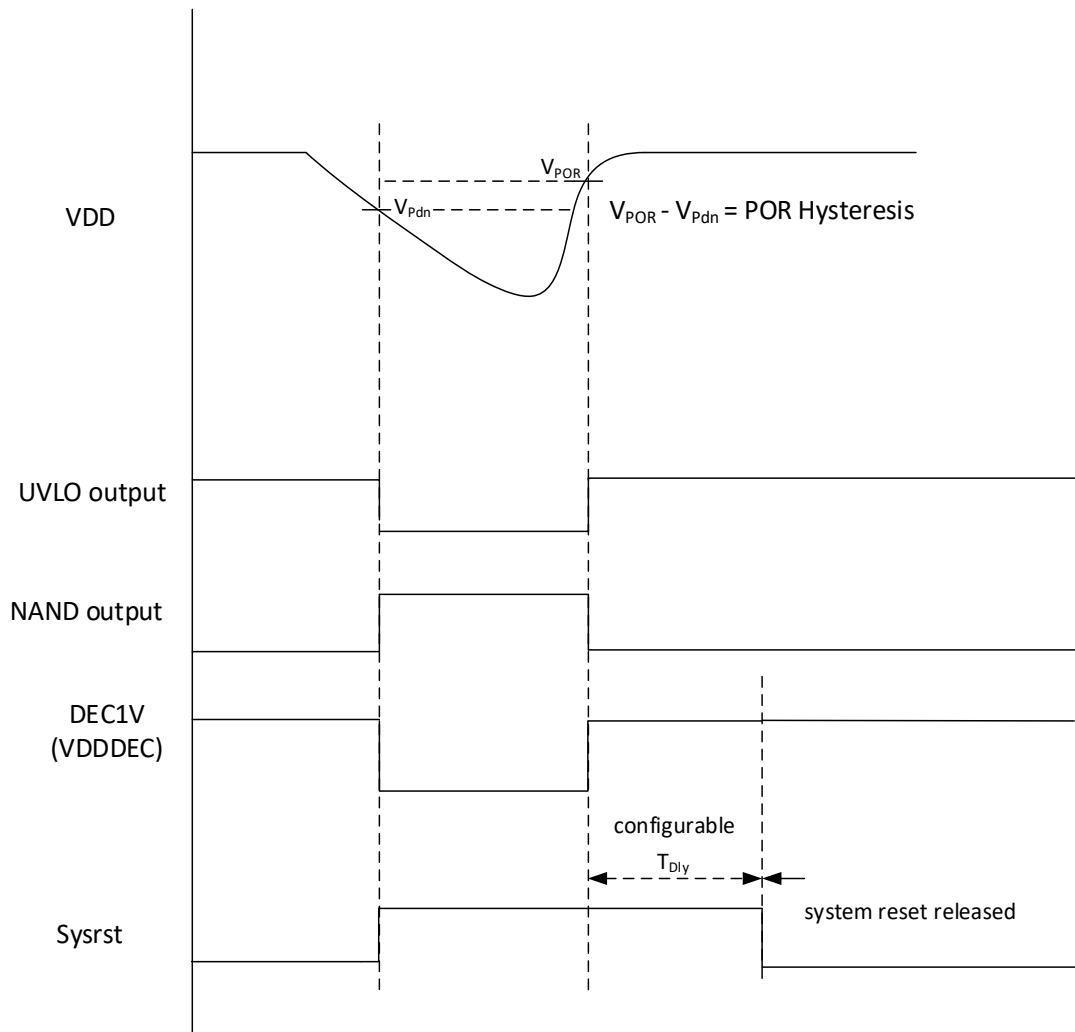 V_POR
VDD
V_Pdn
V_POR - V_Pdn = POR Hysteresis
UVLO output
NAND output
DEC1V
(VDDDEC)
configurable
T_Dly
system reset released
Sysrst